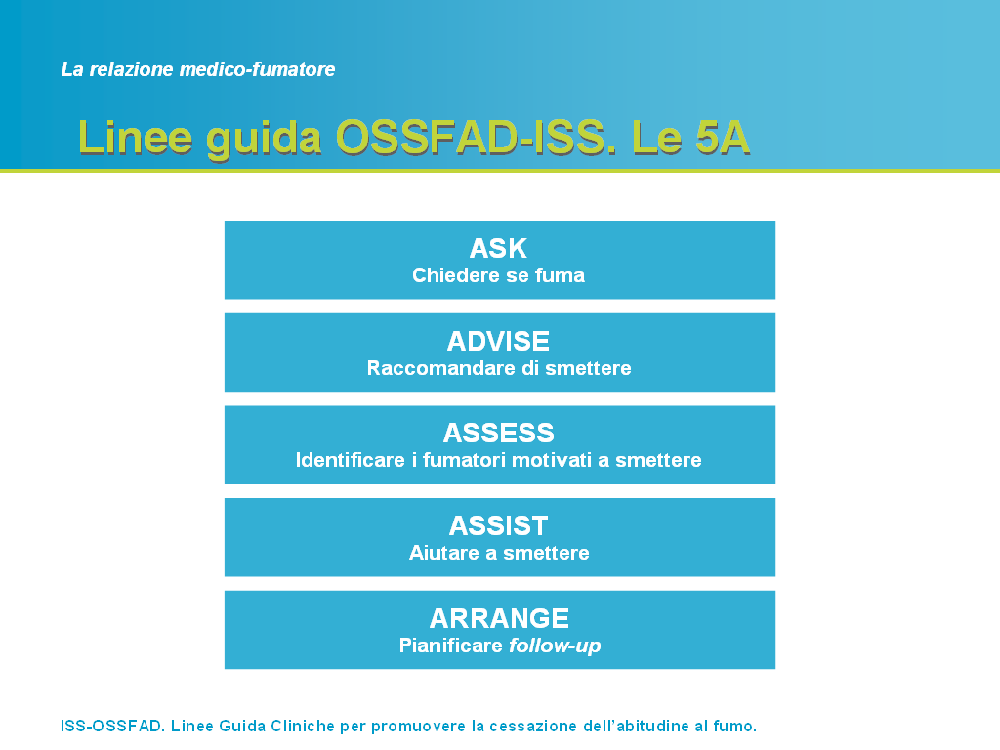 La relazione medico-fumatore
Linee guida OSSFAD-ISS. Le 5A
ASK
Chiedere se fuma
ADVISE
Raccomandare di smettere
ASSESS
Identificare i fumatori motivati a smettere
ASSIST
Aiutare a smettere
ARRANGE
Pianificare follow-up
ISS-OSSFAD. Linee Guida Cliniche per promuovere la cessazione dell’abitudine al fumo.